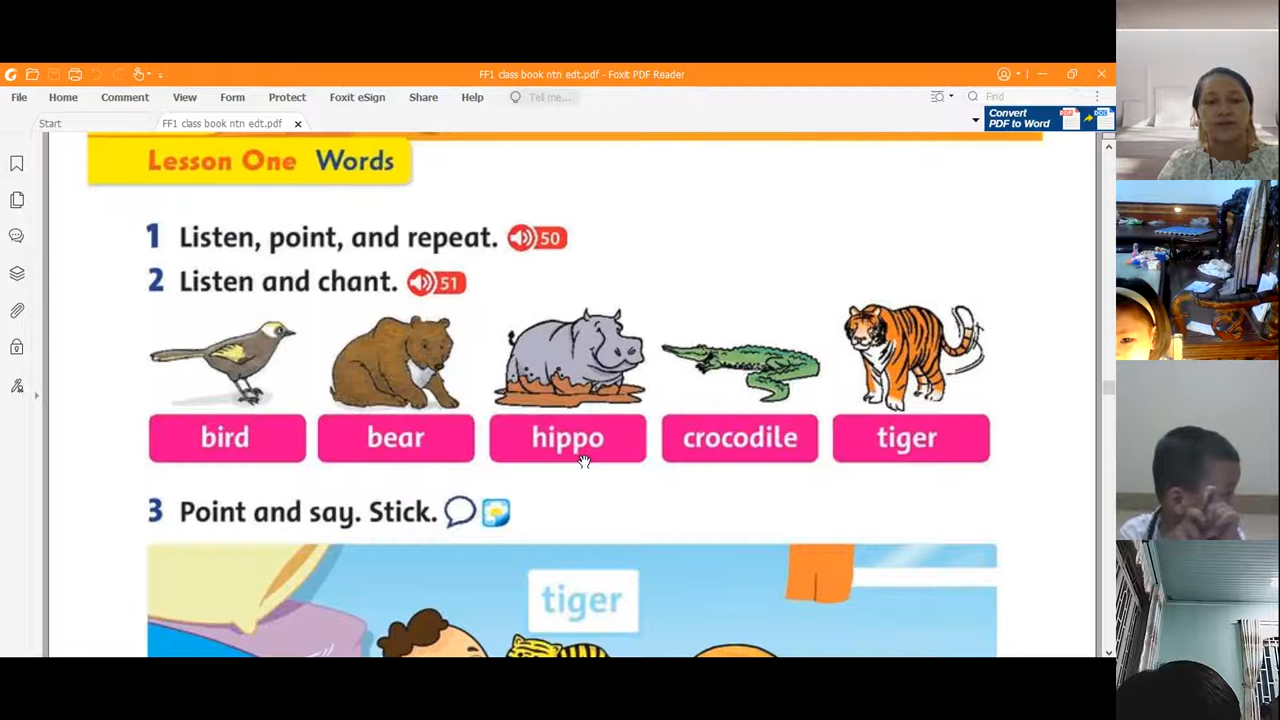 FF1 class book ntn edt.pdf - Foxit PDF Reader
File Home Comment View Form Protect Foxit eSign Share Help Tell me... Find
Start FF1 class book ntn edt.pdf
Convert
PDF to Word
Lesson One Words
1 Listen, point, and repeat. 50
2 Listen and chant. 51
bird bear hippo crocodile tiger
3 Point and say. Stick.
tiger